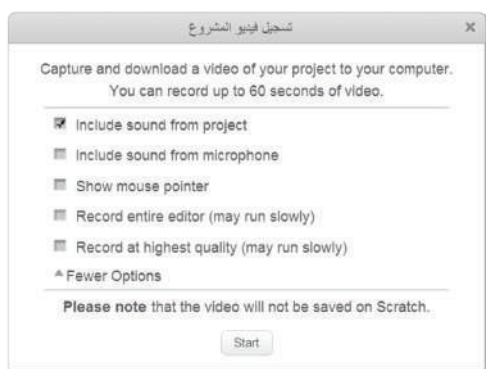 تسجيل فيديو المشروع
Capture and download a video of your project to your computer.
You can record up to 60 seconds of video.
Include sound from project
Include sound from microphone
Show mouse pointer
Record entire editor (may run slowly)
Record at highest quality (may run slowly)
Fewer Options
Please note that the video will not be saved on Scratch.
Start